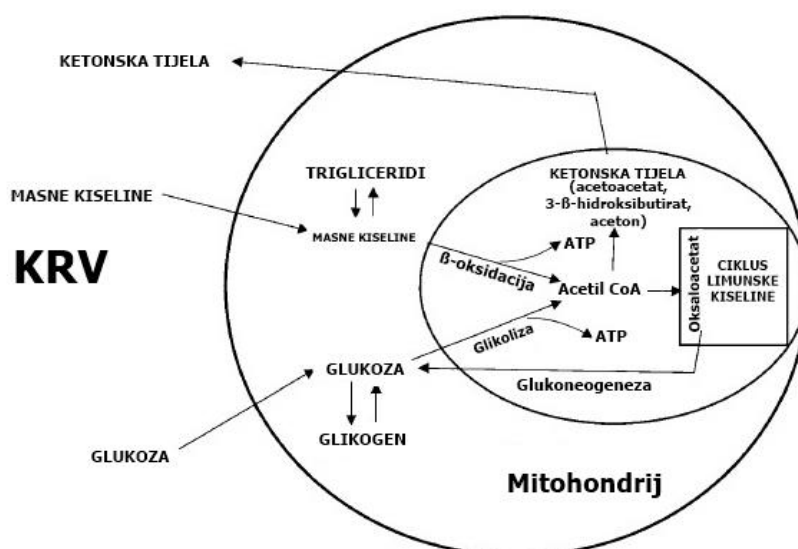 KETONSKA TIJELA
TRIGLICERIDI
KETONSKA TIJELA
(acetoacetat,
3-ß-hidroksibutirat,
aceton)
MASNE KISELINE
MASNE KISELINE
ATP
KRV
ß-oksidacija
Acetil CoA
Oksaloacetat
CIKLUS
LIMUNSKE
KISELINE
Glikoliza
ATP
GLUKOZA
Glukoneogeneza
GLIKOGEN
GLUKOZA
Mitohondrij